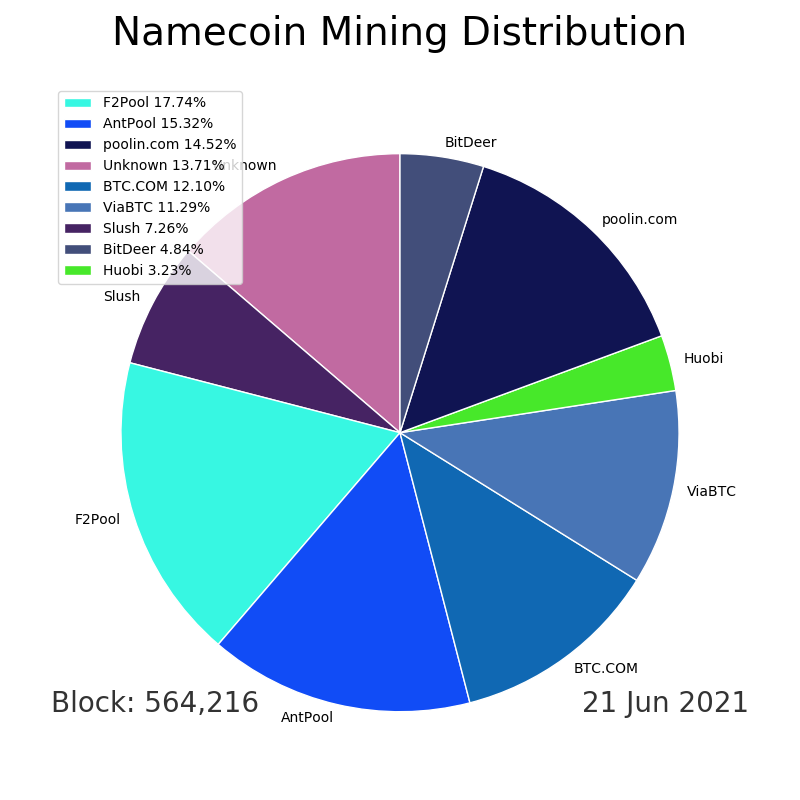 Namecoin Mining Distribution
F2Pool 17.74%
AntPool 15.32%
poolin.com 14.52%
Unknown 13.71%
BTC.COM 12.10%
ViaBTC 11.29%
Slush 7.26%
BitDeer 4.84%
Huobi 3.23%
Unknown
BitDeer
poolin.com
Slush
Huobi
ViaBTC
F2Pool
BTC.COM
AntPool
Block: 564,216
21 Jun 2021